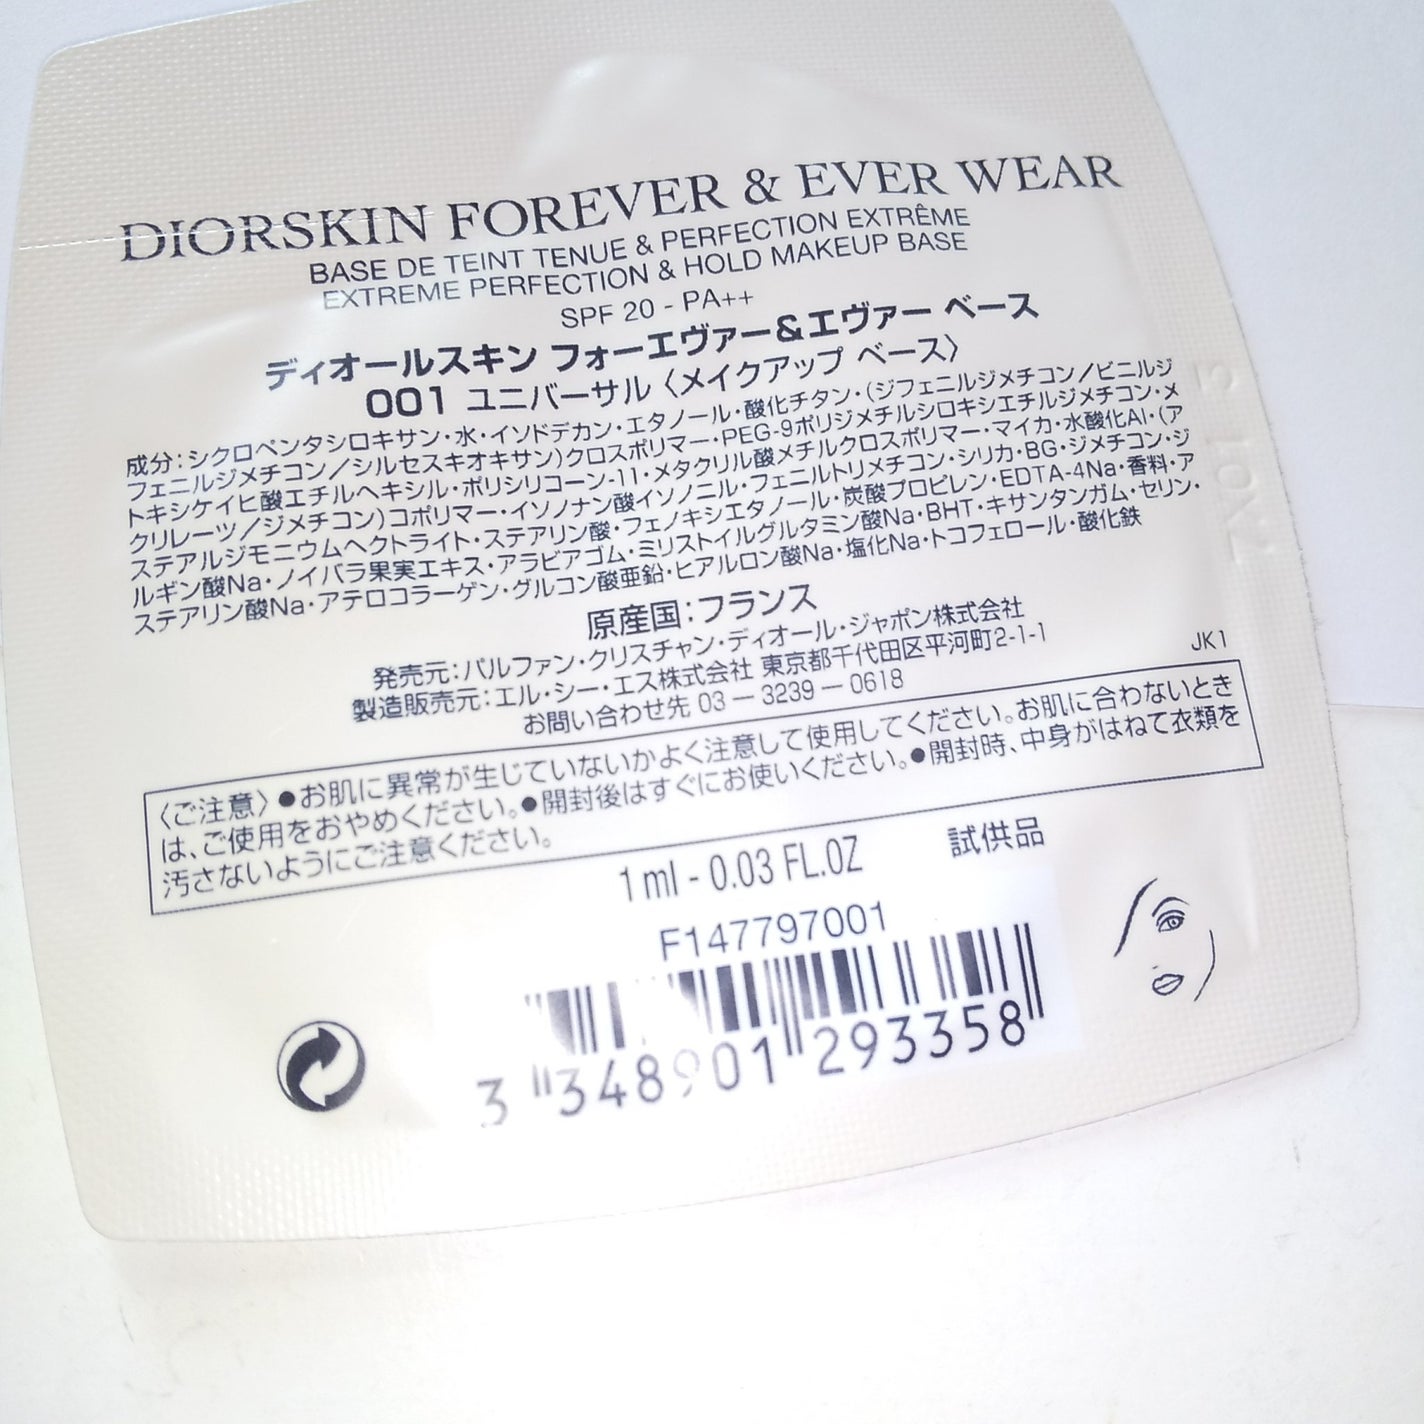 DIORSKIN FOREVER & EVER WEAR
BASE DE TEINT TENUE & PERFECTION EXTRÊME
EXTREME PERFECTION & HOLD MAKEUP BASE
SPF 20 - PA++
ディオールスキン フォーエヴァー&エヴァー ベース
001 ユニバーサル〈メイクアップ ベース〉
成分:シクロペンタシロキサン・水・イソドデカン・エタノール・酸化チタン・(ジフェニルジメチコン/ビニルジ
フェニルジメチコン/シルセスキオキサン)クロスポリマー・PEG-9ポリジメチルシロキシエチルジメチコン・メ
トキシケイヒ酸エチルヘキシル・ポリシリコーン-11・メタクリル酸メチルクロスポリマー・マイカ・水酸化Al・(ア
クリレーツ/ジメチコン)コポリマー・イソノナン酸イソノニル・フェニルトリメチコン・シリカ・BG・ジメチコン・ジ
ステアルジモニウムヘクトライト・ステアリン酸・フェノキシエタノール・炭酸プロピレン・EDTA-4Na・香料・ア
ルギン酸Na・ノイバラ果実エキス・アラビアゴム・ミリストイルグルタミン酸Na・BHT・キサンタンガム・セリン・
ステアリン酸Na・アテロコラーゲン・グルコン酸亜鉛・ヒアルロン酸Na・塩化Na・トコフェロール・酸化鉄
原産国:フランス
発売元:パルファン・クリスチャン・ディオール・ジャポン株式会社
製造販売元:エル・シー・エス株式会社 東京都千代田区平河町2-1-1
お問い合わせ先 03 − 3239 − 0618
JK1
〈ご注意〉●お肌に異常が生じていないかよく注意して使用してください。お肌に合わないとき
は、ご使用をおやめください。●開封後はすぐにお使いください。●開封時、中身がはねて衣類を
汚さないようにご注意ください。
1 ml - 0.03 FL.OZ
試供品
F147797001
3 348901 293358